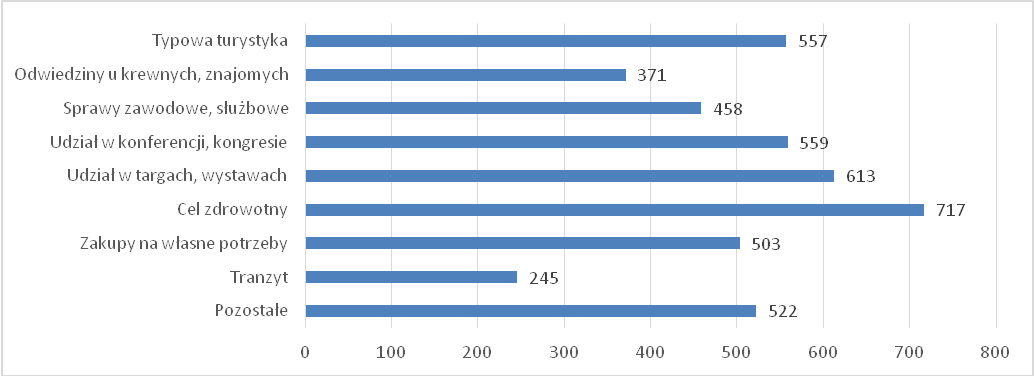 Typowa turystyka 557
Odwiedziny u krewnych, znajomych 371
Sprawy zawodowe, służbowe 458
Udział w konferencji, kongresie 559
Udział w targach, wystawach 613
Cel zdrowotny 717
Zakupy na własne potrzeby 503
Tranzyt 245
Pozostałe 522
0 100 200 300 400 500 600 700 800